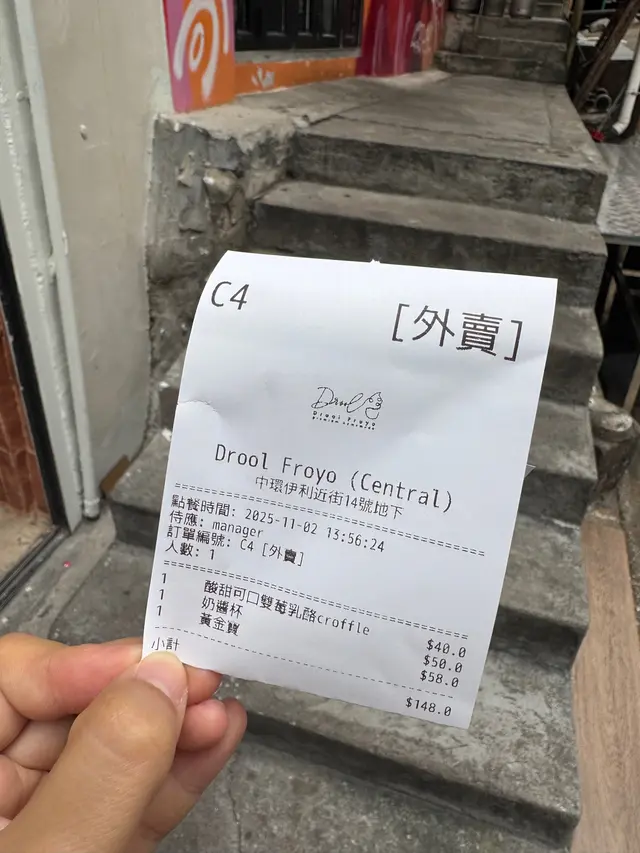 C4
[外賣]
Drool
Drool Froyo
Drool Froyo (Central)
中環伊利近街14號地下
點餐時間: 2025-11-02 13:56:24
侍應: manager
訂單編號: C4 [外賣]
人數: 1
1 酸甜可口雙莓乳酪croffle $40.0
1 奶醬杯 $50.0
1 黃金寶 $58.0
小計 $148.0